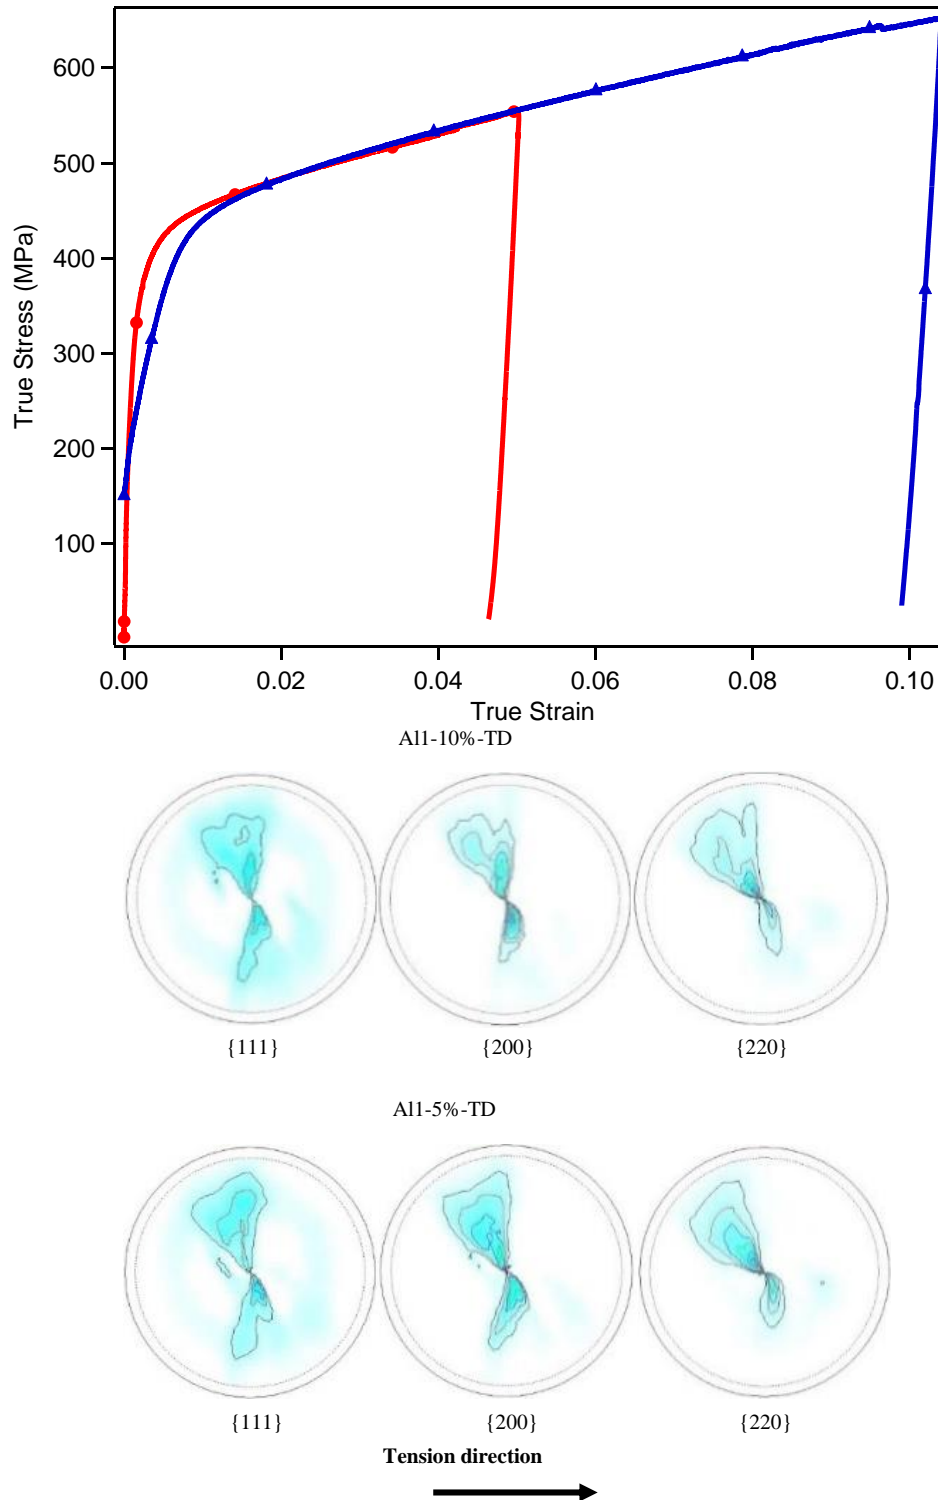 600
500
400
300
200
100
True Stress (MPa)
0.00 0.02 0.04 0.06 0.08 0.10
True Strain
Al1-10%-TD
{111} {200} {220}
Al1-5%-TD
{111} {200} {220}
Tension direction